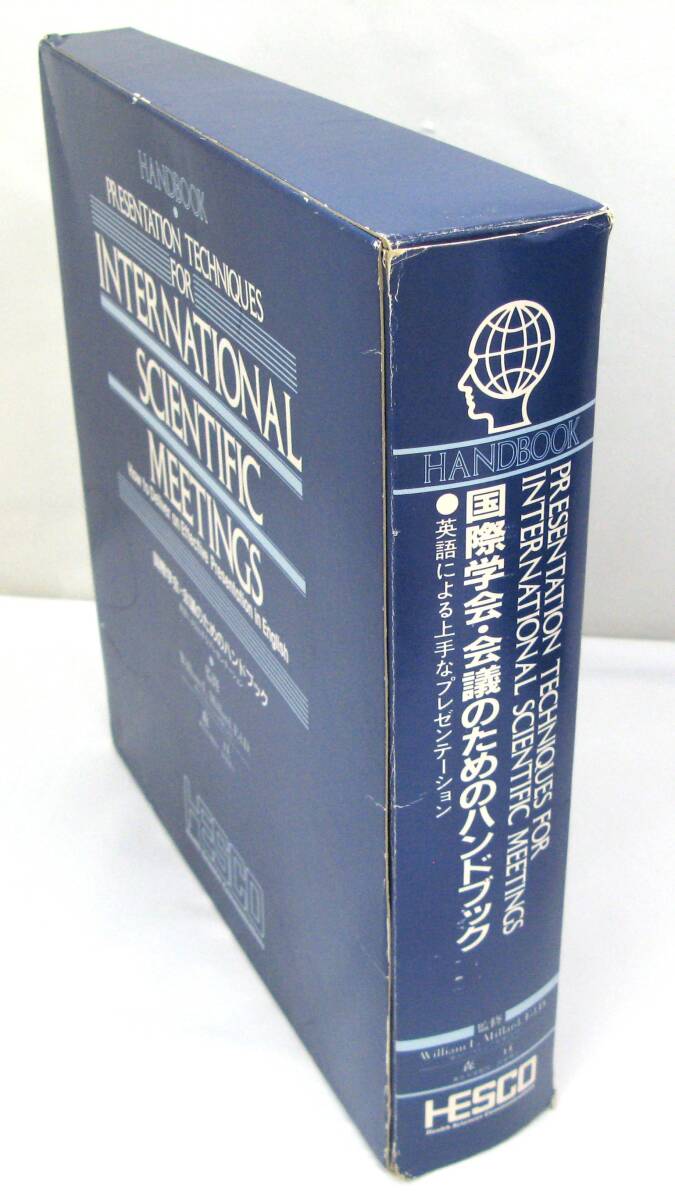 HANDBOOK
PRESENTATION TECHNIQUES
FOR
INTERNATIONAL
SCIENTIFIC
MEETINGS
How to Deliver an Effective Presentation in English
国際学会・会議のためのハンドブック
HESCO
HANDBOOK
PRESENTATION TECHNIQUES FOR
INTERNATIONAL SCIENTIFIC MEETINGS
国際学会・会議のためのハンドブック
●英語による上手なプレゼンテーション
監修
William
Millard
森
HESCO